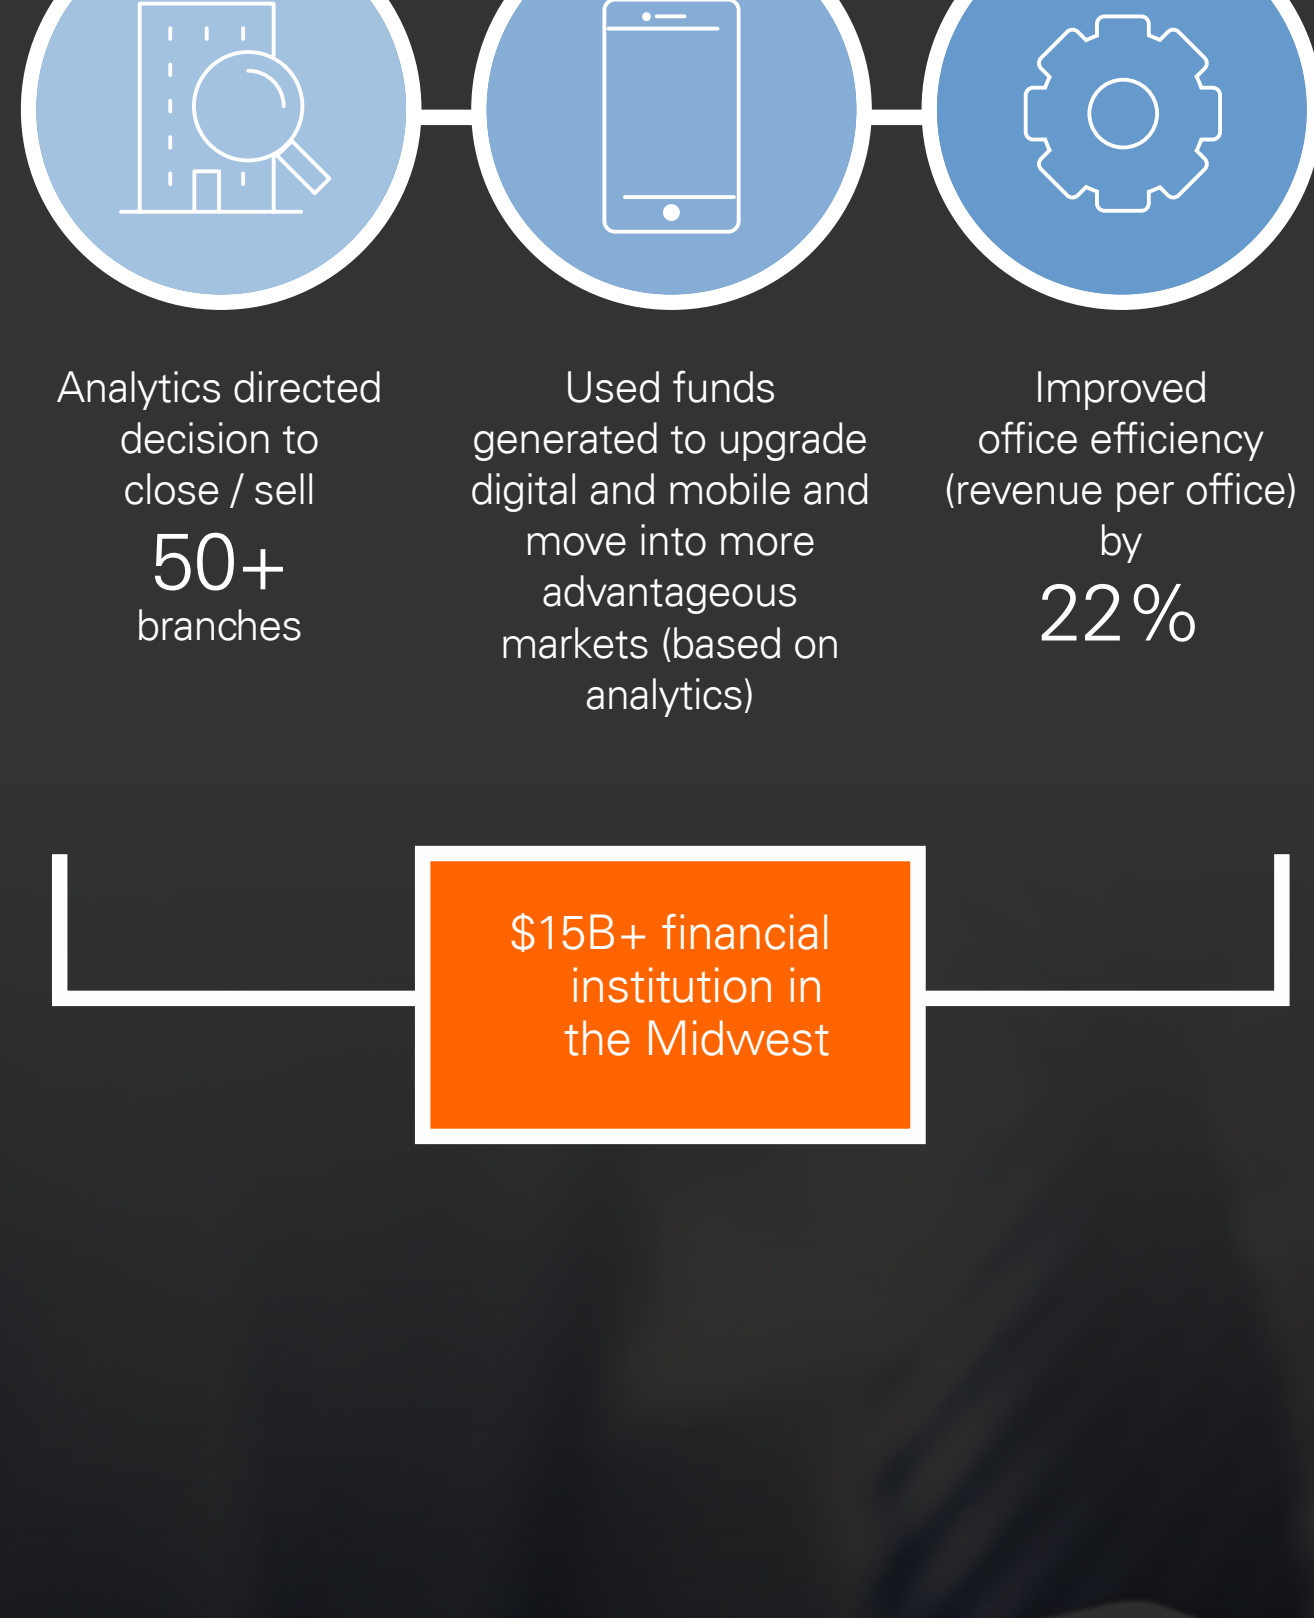 Analytics directed
decision to
close / sell
50+
branches
Used funds
generated to upgrade
digital and mobile and
move into more
advantageous
markets (based on
analytics)
Improved
office efficiency
(revenue per office)
by
22%
$15B+ financial
institution in
the Midwest